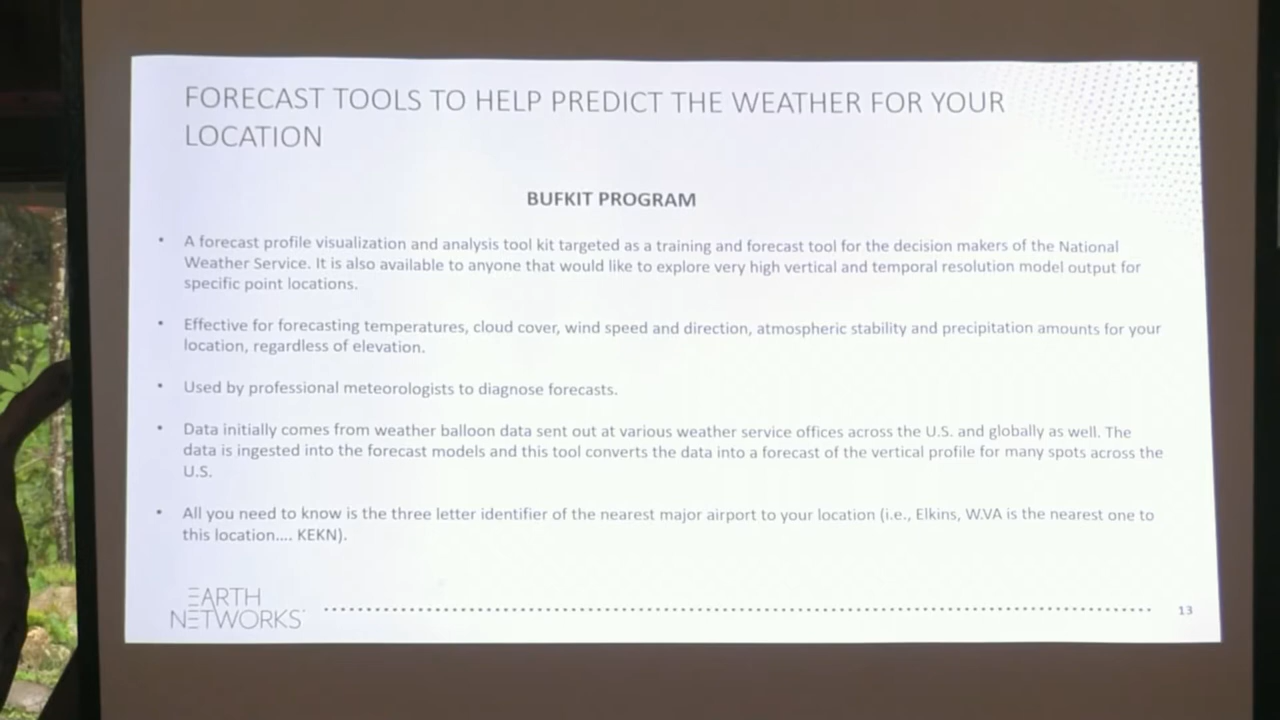 FORECAST TOOLS TO HELP PREDICT THE WEATHER FOR YOUR
LOCATION
BUFKIT PROGRAM
• A forecast profile visualization and analysis tool kit targeted as a training and forecast tool for the decision makers of the National
Weather Service. It is also available to anyone that would like to explore very high vertical and temporal resolution model output for
specific point locations.
• Effective for forecasting temperatures, cloud cover, wind speed and direction, atmospheric stability and precipitation amounts for your
location, regardless of elevation.
• Used by professional meteorologists to diagnose forecasts.
• Data initially comes from weather balloon data sent out at various weather service offices across the U.S. and globally as well. The
data is ingested into the forecast models and this tool converts the data into a forecast of the vertical profile for many spots across the
U.S.
• All you need to know is the three letter identifier of the nearest major airport to your location (i.e., Elkins, W.VA is the nearest one to
this location.... KEKN).
EARTH
NETWORKS
13